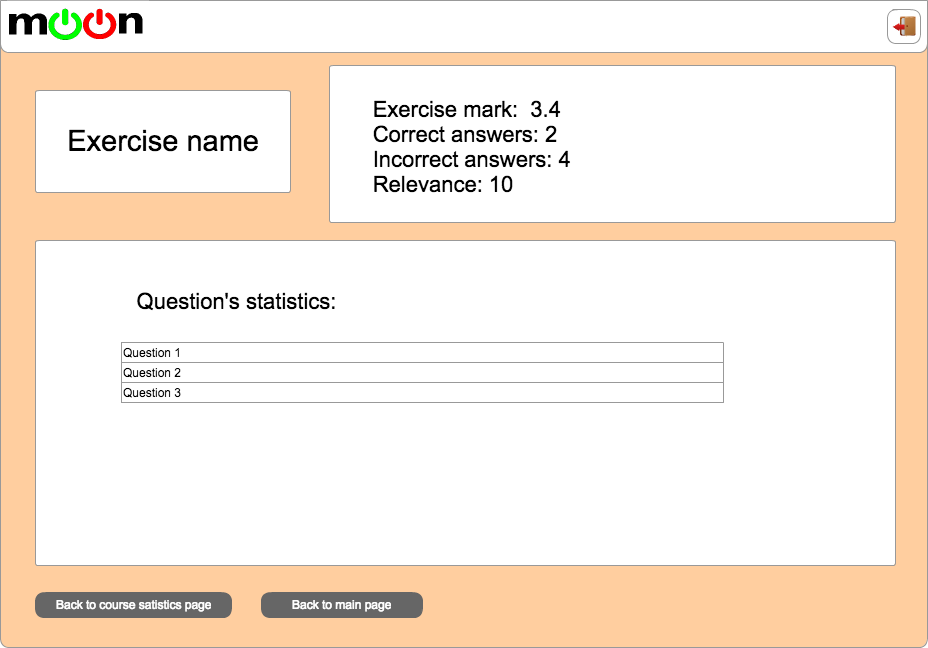 moon
Exercise name
Exercise mark: 3.4
Correct answers: 2
Incorrect answers: 4
Relevance: 10
Question's statistics:
Question 1
Question 2
Question 3
Back to course satistics page
Back to main page